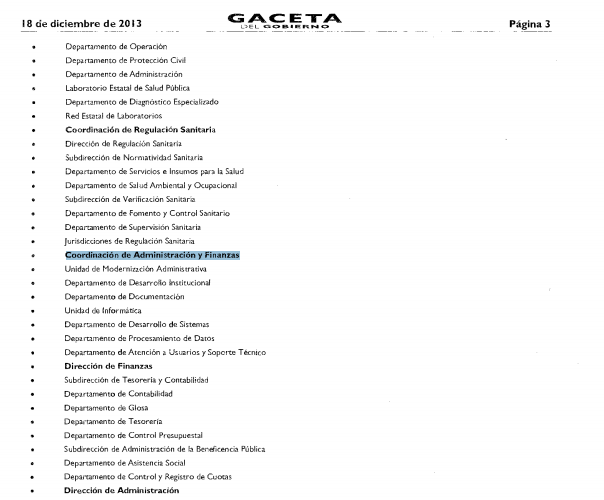 18 de diciembre de 2013
GACETA
DEL GOBIERNO
Página 3
• Departamento de Operación
• Departamento de Protección Civil
• Departamento de Administración
• Laboratorio Estatal de Salud Pública
• Departamento de Diagnóstico Especializado
• Red Estatal de Laboratorios
• Coordinación de Regulación Sanitaria
• Dirección de Regulación Sanitaria
• Subdirección de Normatividad Sanitaria
• Departamento de Servicios e Insumos para la Salud
• Departamento de Salud Ambiental y Ocupacional
• Subdirección de Verificación Sanitaria
• Departamento de Fomento y Control Sanitario
• Departamento de Supervisión Sanitaria
• Jurisdicciones de Regulación Sanitaria
• Coordinación de Administración y Finanzas
• Unidad de Modernización Administrativa
• Departamento de Desarrollo Institucional
• Departamento de Documentación
• Unidad de Informática
• Departamento de Desarrollo de Sistemas
• Departamento de Procesamiento de Datos
• Departamento de Atención a Usuarios y Soporte Técnico
• Dirección de Finanzas
• Subdirección de Tesorería y Contabilidad
• Departamento de Contabilidad
• Departamento de Glosa
• Departamento de Tesorería
• Departamento de Control Presupuestal
• Subdirección de Administración de la Beneficencia Pública
• Departamento de Asistencia Social
• Departamento de Control y Registro de Cuotas
• Dirección de Administración